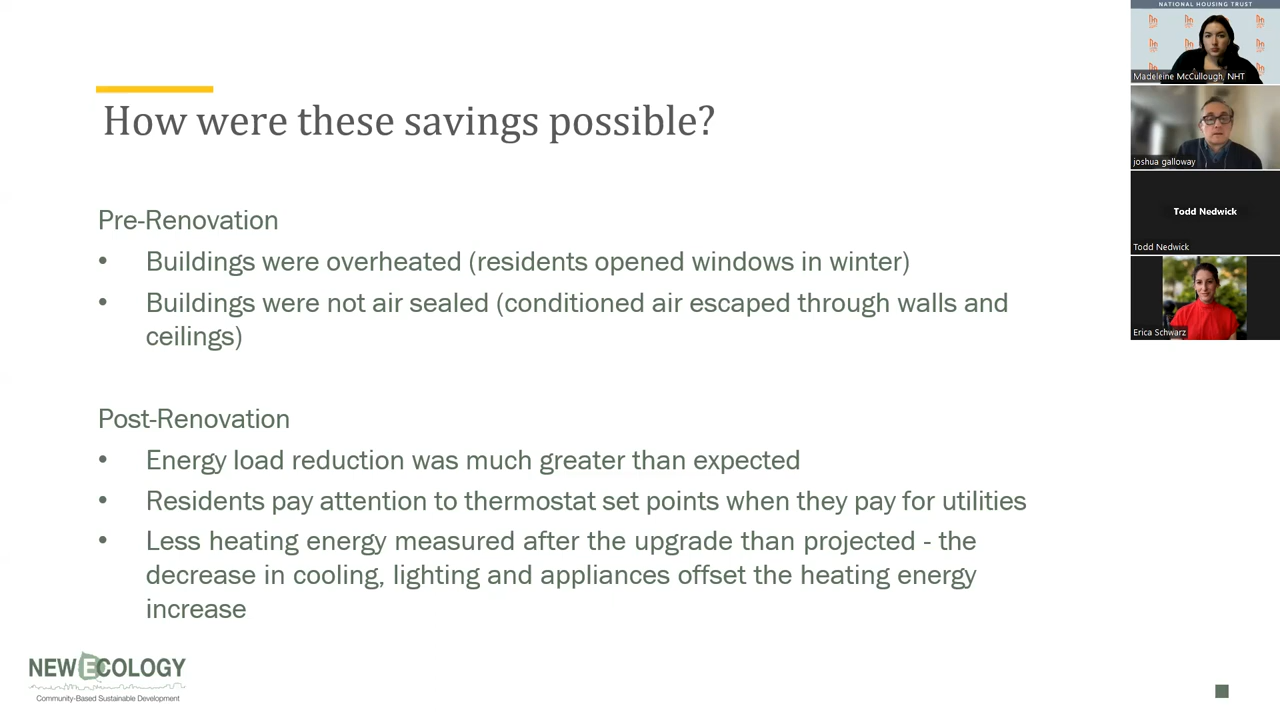 How were these savings possible?
Pre-Renovation
• Buildings were overheated (residents opened windows in winter)
• Buildings were not air sealed (conditioned air escaped through walls and
ceilings)
Post-Renovation
• Energy load reduction was much greater than expected
• Residents pay attention to thermostat set points when they pay for utilities
• Less heating energy measured after the upgrade than projected - the
decrease in cooling, lighting and appliances offset the heating energy
increase
NEW ECOLOGY
Community-Based Sustainable Development
NATIONAL HOUSING TRUST
Madeleine McCullough, NHT
joshua galloway
Todd Nedwick
Todd Nedwick
Erica Schwarz